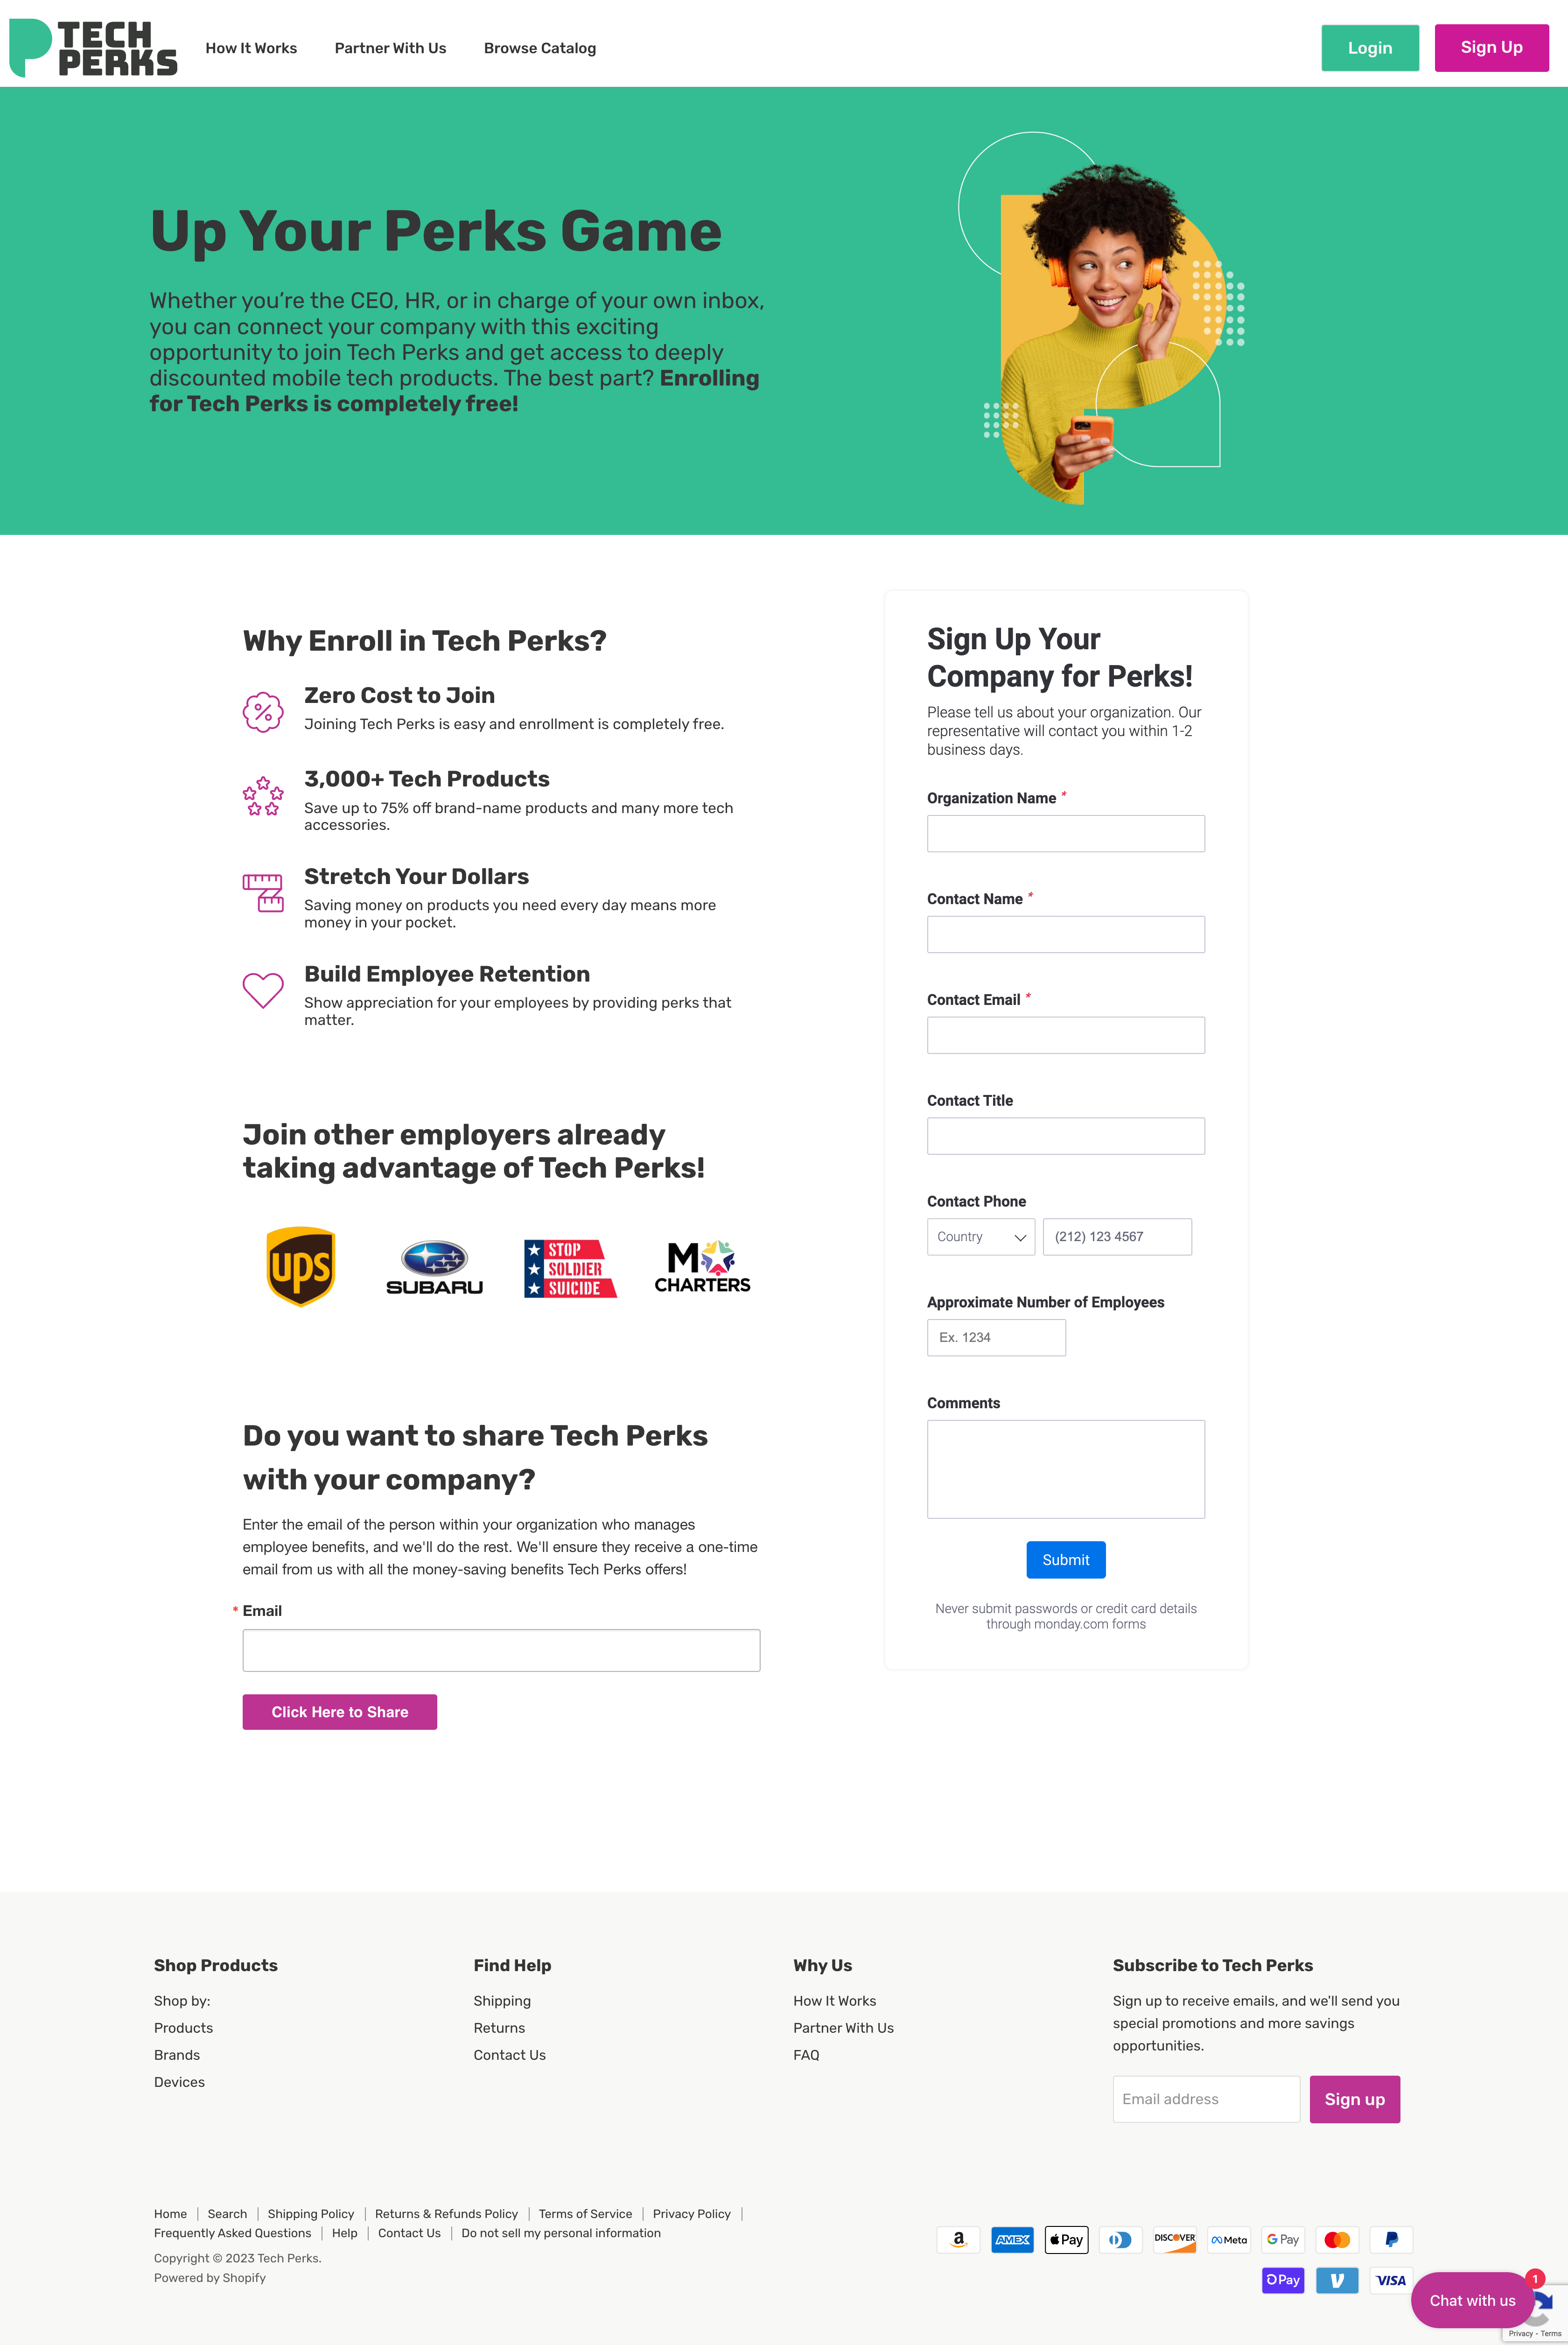 TECH
PERKS
How It Works
Partner With Us
Browse Catalog
Login
Sign Up
Up Your Perks Game
Whether you’re the CEO, HR, or in charge of your own inbox,
you can connect your company with this exciting
opportunity to join Tech Perks and get access to deeply
discounted mobile tech products. The best part? Enrolling
for Tech Perks is completely free!
Why Enroll in Tech Perks?
Zero Cost to Join
Joining Tech Perks is easy and enrollment is completely free.
3,000+ Tech Products
Save up to 75% off brand-name products and many more tech
accessories.
Stretch Your Dollars
Saving money on products you need every day means more
money in your pocket.
Build Employee Retention
Show appreciation for your employees by providing perks that
matter.
Join other employers already
taking advantage of Tech Perks!
ups
SUBARU
STOP
SOLDIER
SUICIDE
MO
CHARTERS
Do you want to share Tech Perks
with your company?
Enter the email of the person within your organization who manages
employee benefits, and we'll do the rest. We'll ensure they receive a one-time
email from us with all the money-saving benefits Tech Perks offers!
* Email
Click Here to Share
Sign Up Your
Company for Perks!
Please tell us about your organization. Our
representative will contact you within 1-2
business days.
Organization Name *
Contact Name *
Contact Email *
Contact Title
Contact Phone
Country
(212) 123 4567
Approximate Number of Employees
Ex. 1234
Comments
Submit
Never submit passwords or credit card details
through monday.com forms
Shop Products
Shop by:
Products
Brands
Devices
Find Help
Shipping
Returns
Contact Us
Why Us
How It Works
Partner With Us
FAQ
Subscribe to Tech Perks
Sign up to receive emails, and we'll send you
special promotions and more savings
opportunities.
Email address
Sign up
Home | Search | Shipping Policy | Returns & Refunds Policy | Terms of Service | Privacy Policy |
Frequently Asked Questions | Help | Contact Us | Do not sell my personal information
Copyright © 2023 Tech Perks.
Powered by Shopify
a
AMEX
Pay
DISCOVER
Meta
G Pay
P
Pay
V
VISA
Chat with us
1
Privacy - Terms